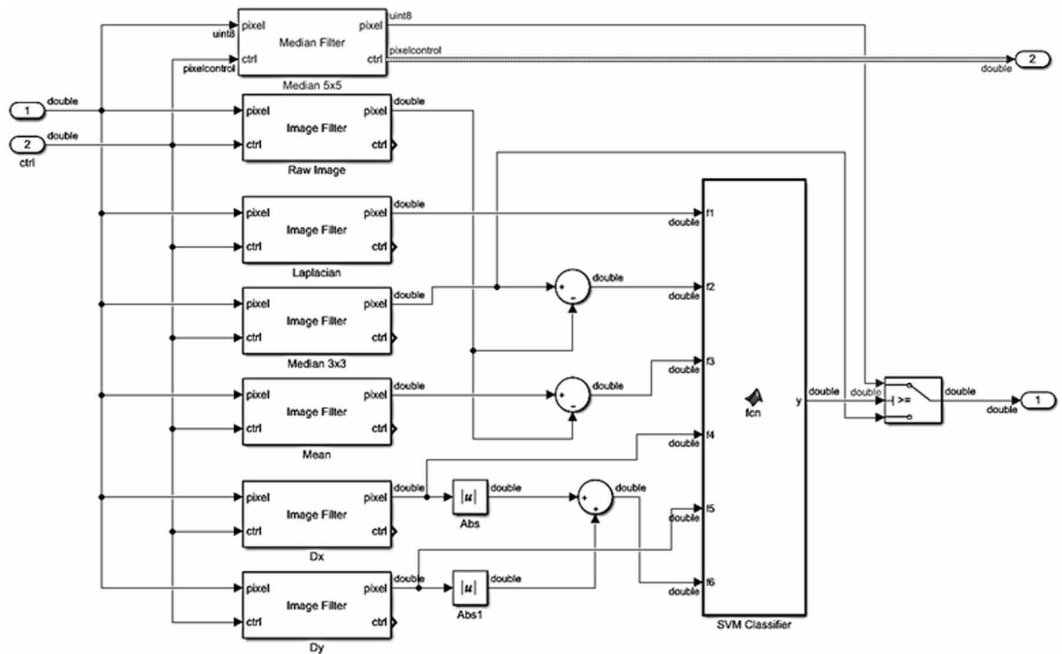 pixel
uint8
Median Filter
pixel
uint8
ctrl
pixelcontrol
ctrl
pixelcontrol
Median 5x5
double
2
1
double
2
double
ctrl
pixel
Image Filter
pixel
double
ctrl
ctrl
Raw Image
pixel
Image Filter
pixel
double
ctrl
ctrl
Laplacian
pixel
Image Filter
pixel
double
ctrl
ctrl
Median 3x3
pixel
Image Filter
pixel
double
ctrl
ctrl
Mean
pixel
Image Filter
pixel
double
ctrl
ctrl
Dx
pixel
Image Filter
pixel
double
ctrl
ctrl
Dy
+
-
double
+
-
double
|u|
double
Abs
|u|
double
Abs1
+
+
double
f1
double
f2
double
f3
double
f4
double
f5
double
f6
double
fcn
y
SVM Classifier
double
double
>=
double
double
1